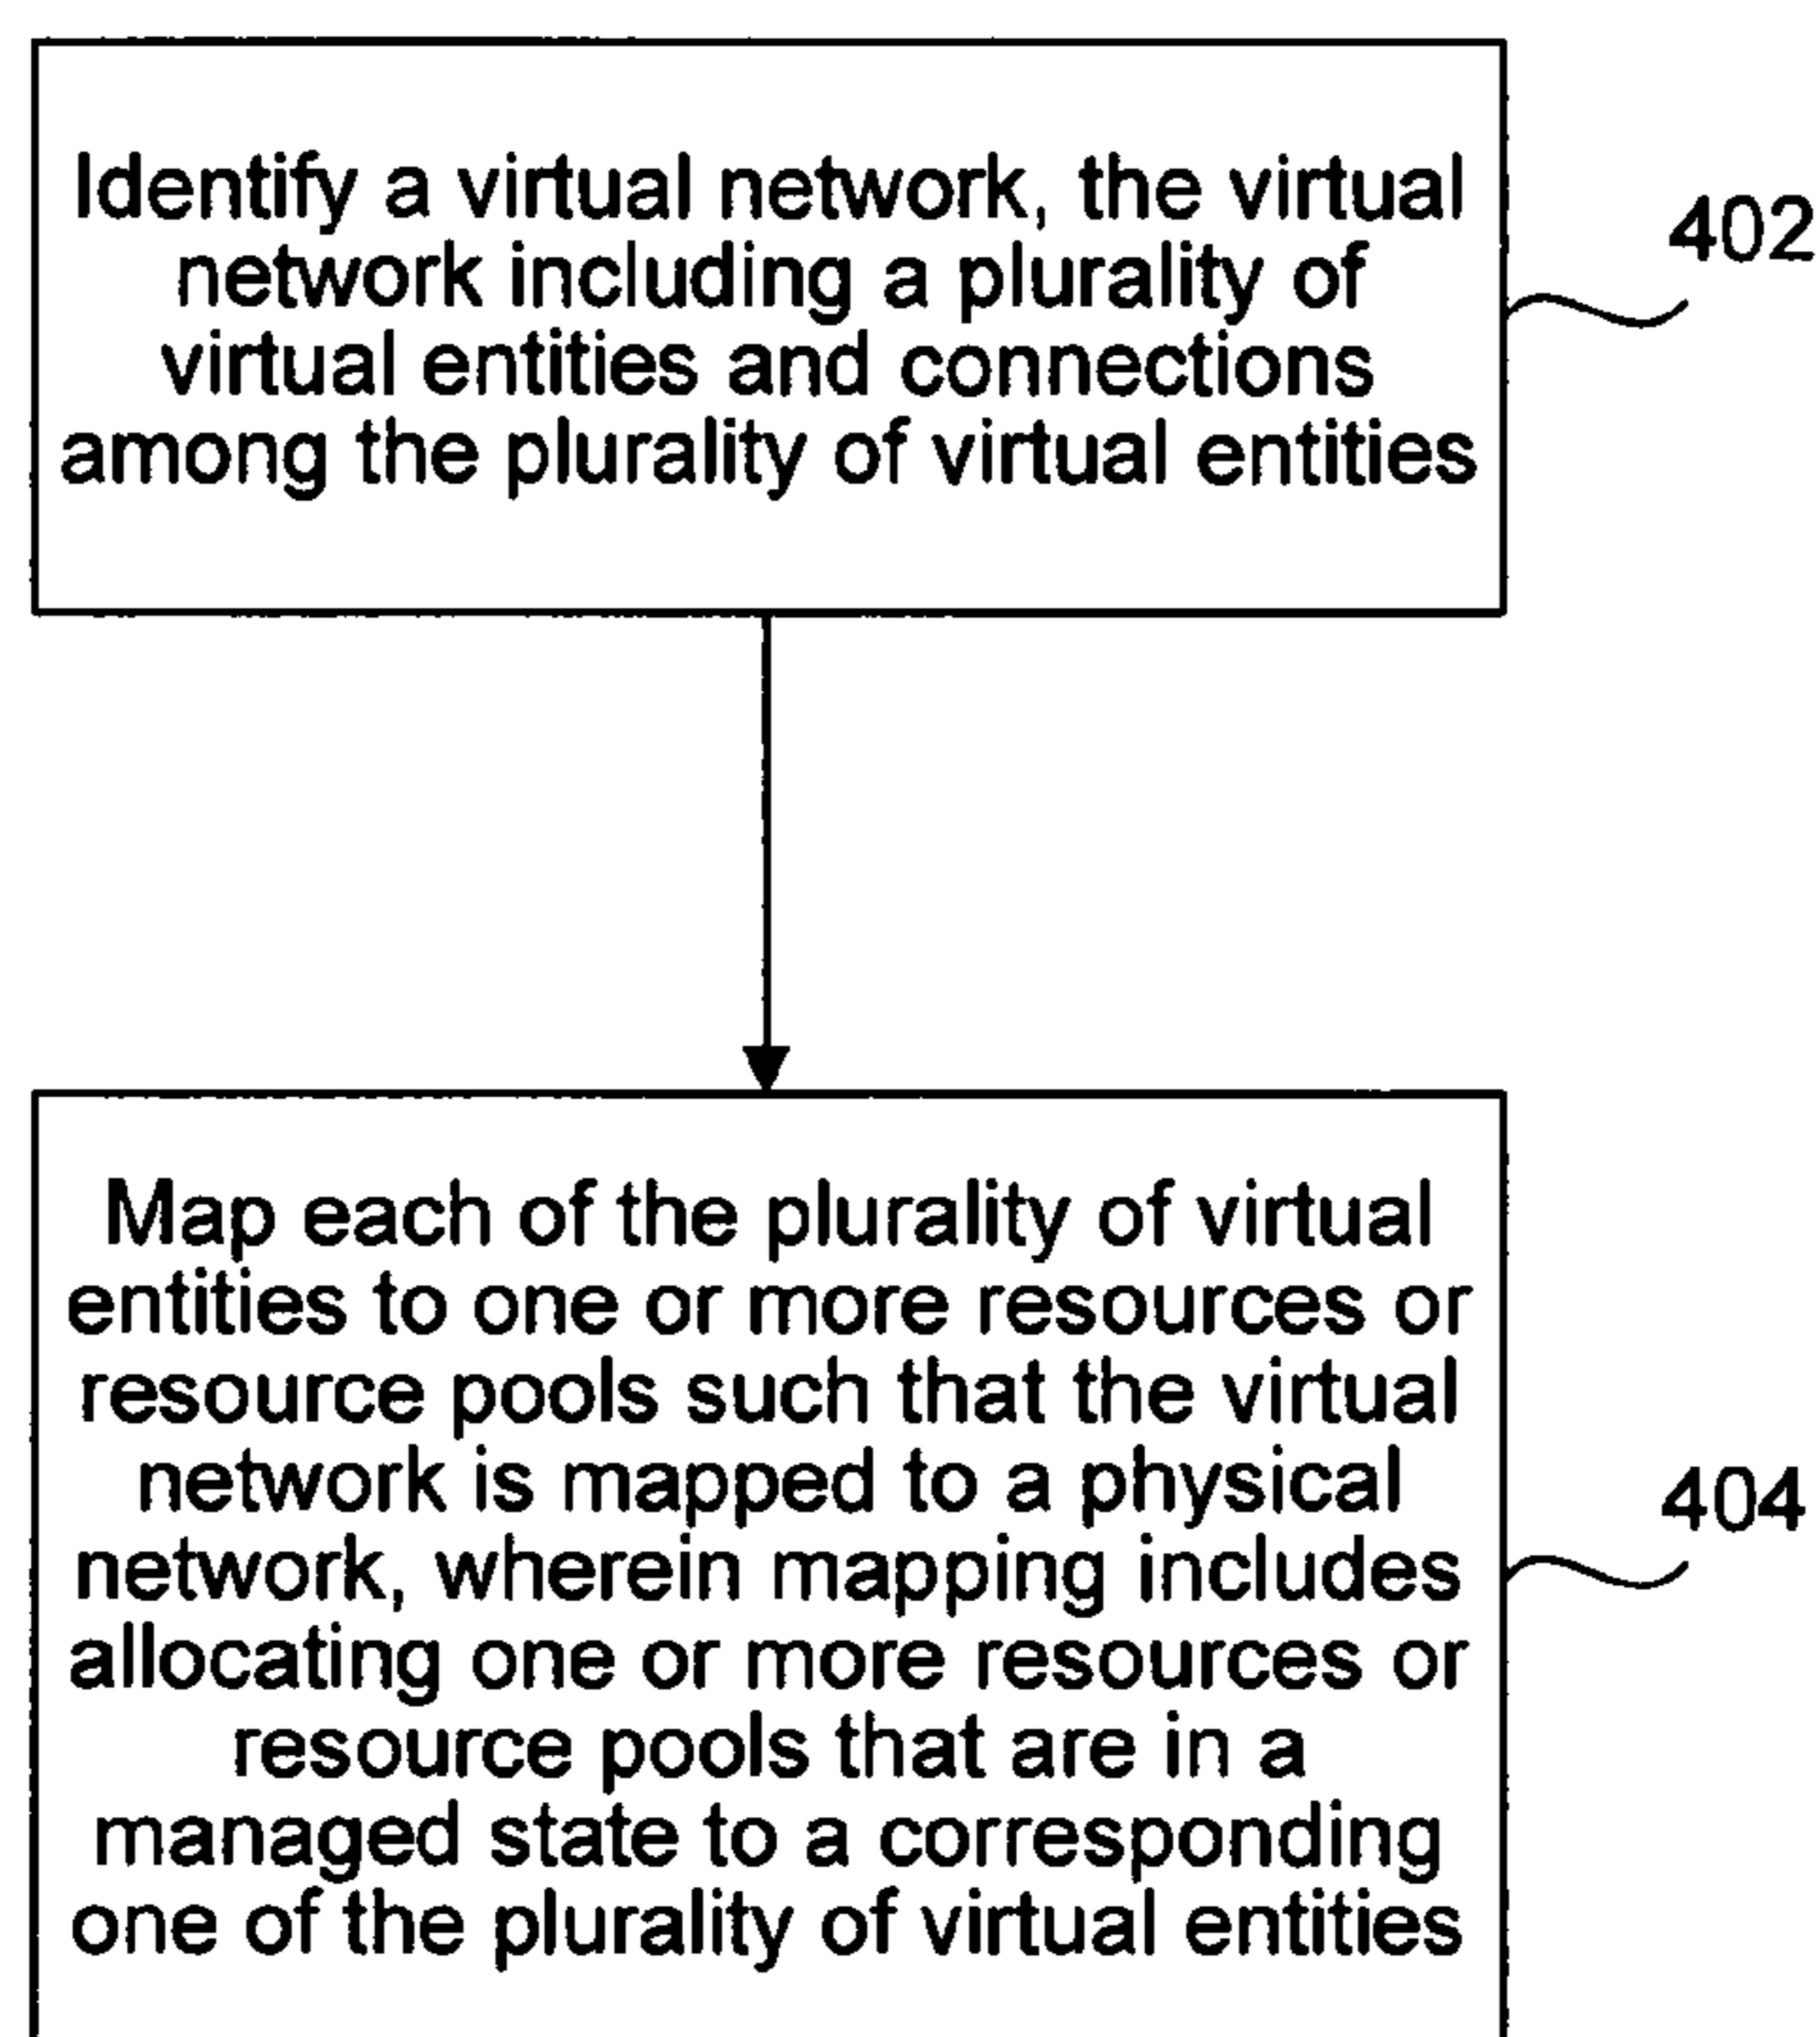 Identify a virtual network, the virtual
network including a plurality of
virtual entities and connections
among the plurality of virtual entities
402
Map each of the plurality of virtual
entities to one or more resources or
resource pools such that the virtual
network is mapped to a physical
network, wherein mapping includes
allocating one or more resources or
resource pools that are in a
managed state to a corresponding
one of the plurality of virtual entities
404